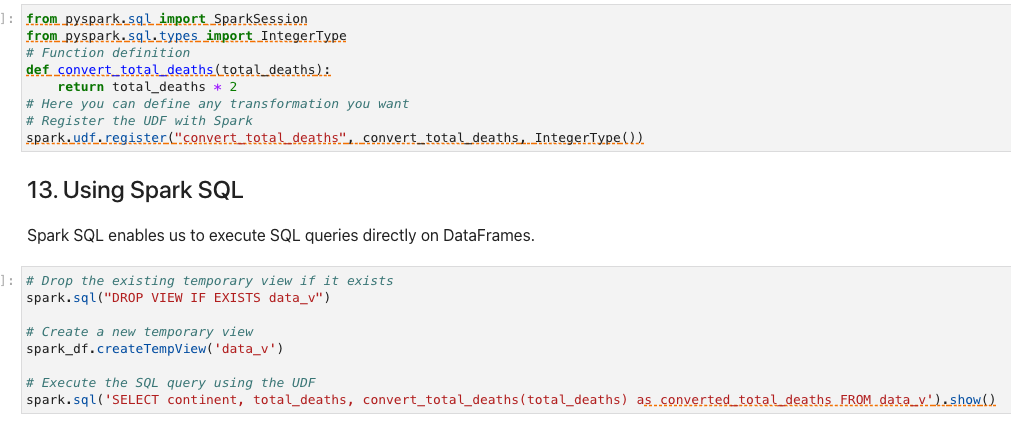 ]: from pyspark.sql import SparkSession
from pyspark.sql.types import IntegerType
# Function definition
def convert_total_deaths(total_deaths):
    return total_deaths * 2
# Here you can define any transformation you want
# Register the UDF with Spark
spark.udf.register("convert_total_deaths", convert_total_deaths, IntegerType())
13. Using Spark SQL
Spark SQL enables us to execute SQL queries directly on DataFrames.
]: # Drop the existing temporary view if it exists
spark.sql("DROP VIEW IF EXISTS data_v")
# Create a new temporary view
spark_df.createTempView('data_v')
# Execute the SQL query using the UDF
spark.sql('SELECT continent, total_deaths, convert_total_deaths(total_deaths) as converted_total_deaths FROM data_v').show()